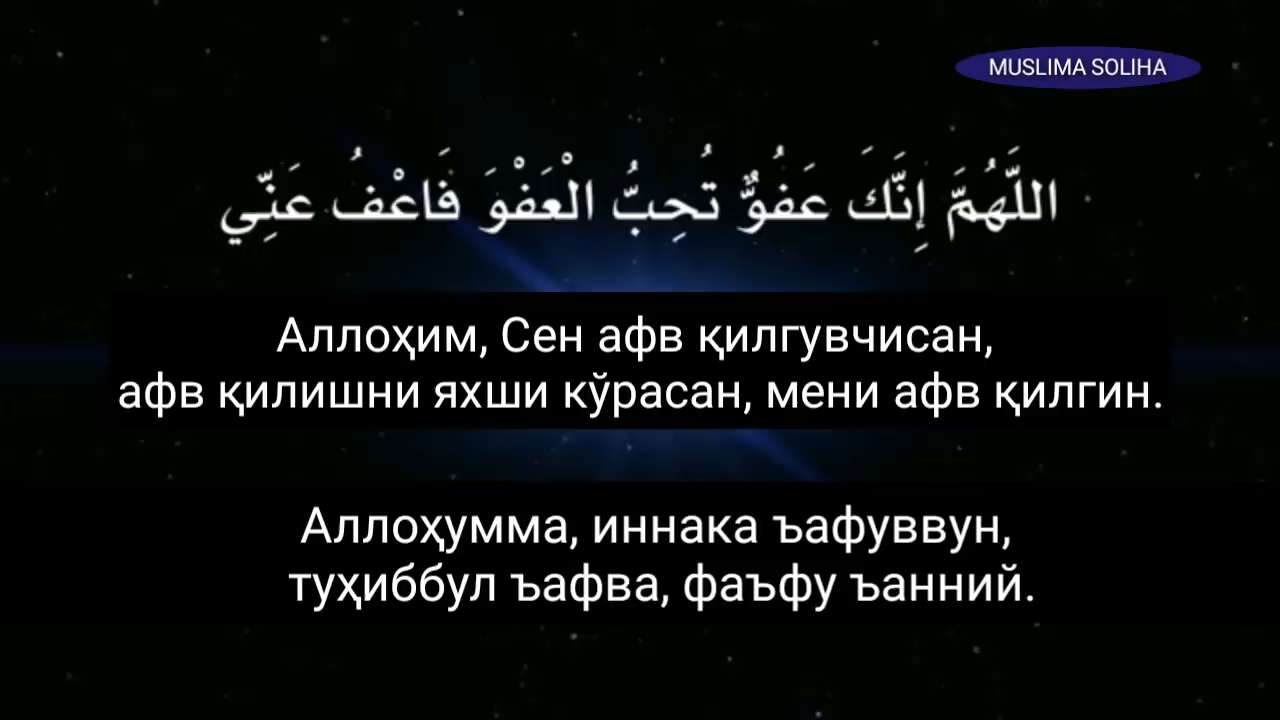 MUSLIMA SOLIHA
اللَّهُمَّ إِنَّكَ عَفُوٌّ تُحِبُّ الْعَفْوَ فَاعْفُ عَنِّي
Аллоҳим, Сен афв қилгувчисан,
афв қилишни яхши кўрасан, мени афв қилгин.
Аллоҳумма, иннака ъафуввун,
туҳиббул ъафва, фаъфу ъанний.